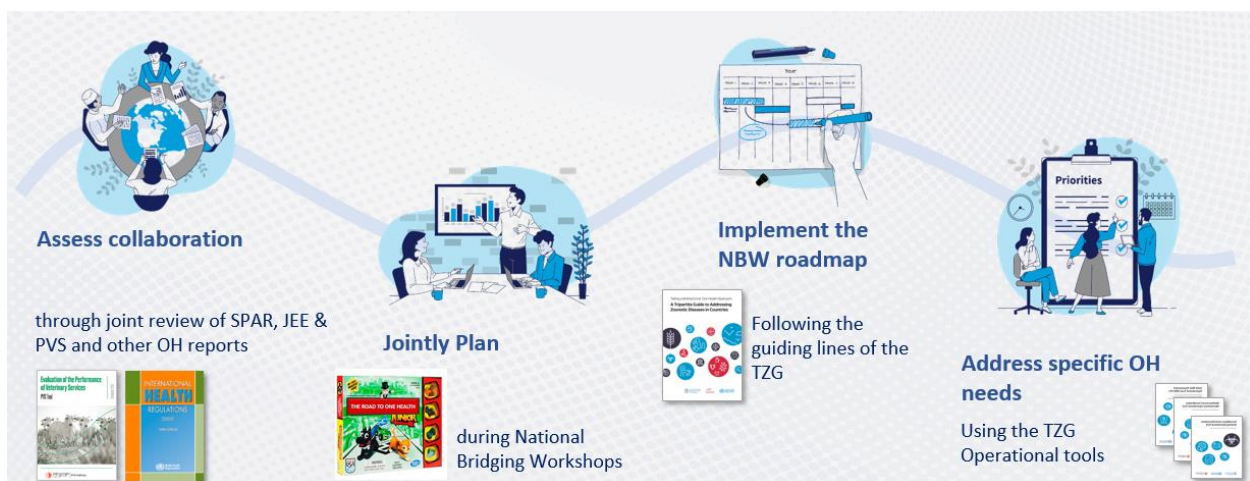 Assess collaboration
through joint review of SPAR, JEE &
PVS and other OH reports
Evaluation of the Performance
of Veterinary Services
PVS Tool
INTERNATIONAL
HEALTH
REGULATIONS
Jointly Plan
THE ROAD TO ONE HEALTH
JUNIOR
during National
Bridging Workshops
Implement the
NBW roadmap
A Tripartite Guide to Addressing
Zoonotic Diseases in Countries
Following the
guiding lines of the
TZG
Priorities
Address specific OH
needs
Using the TZG
Operational tools